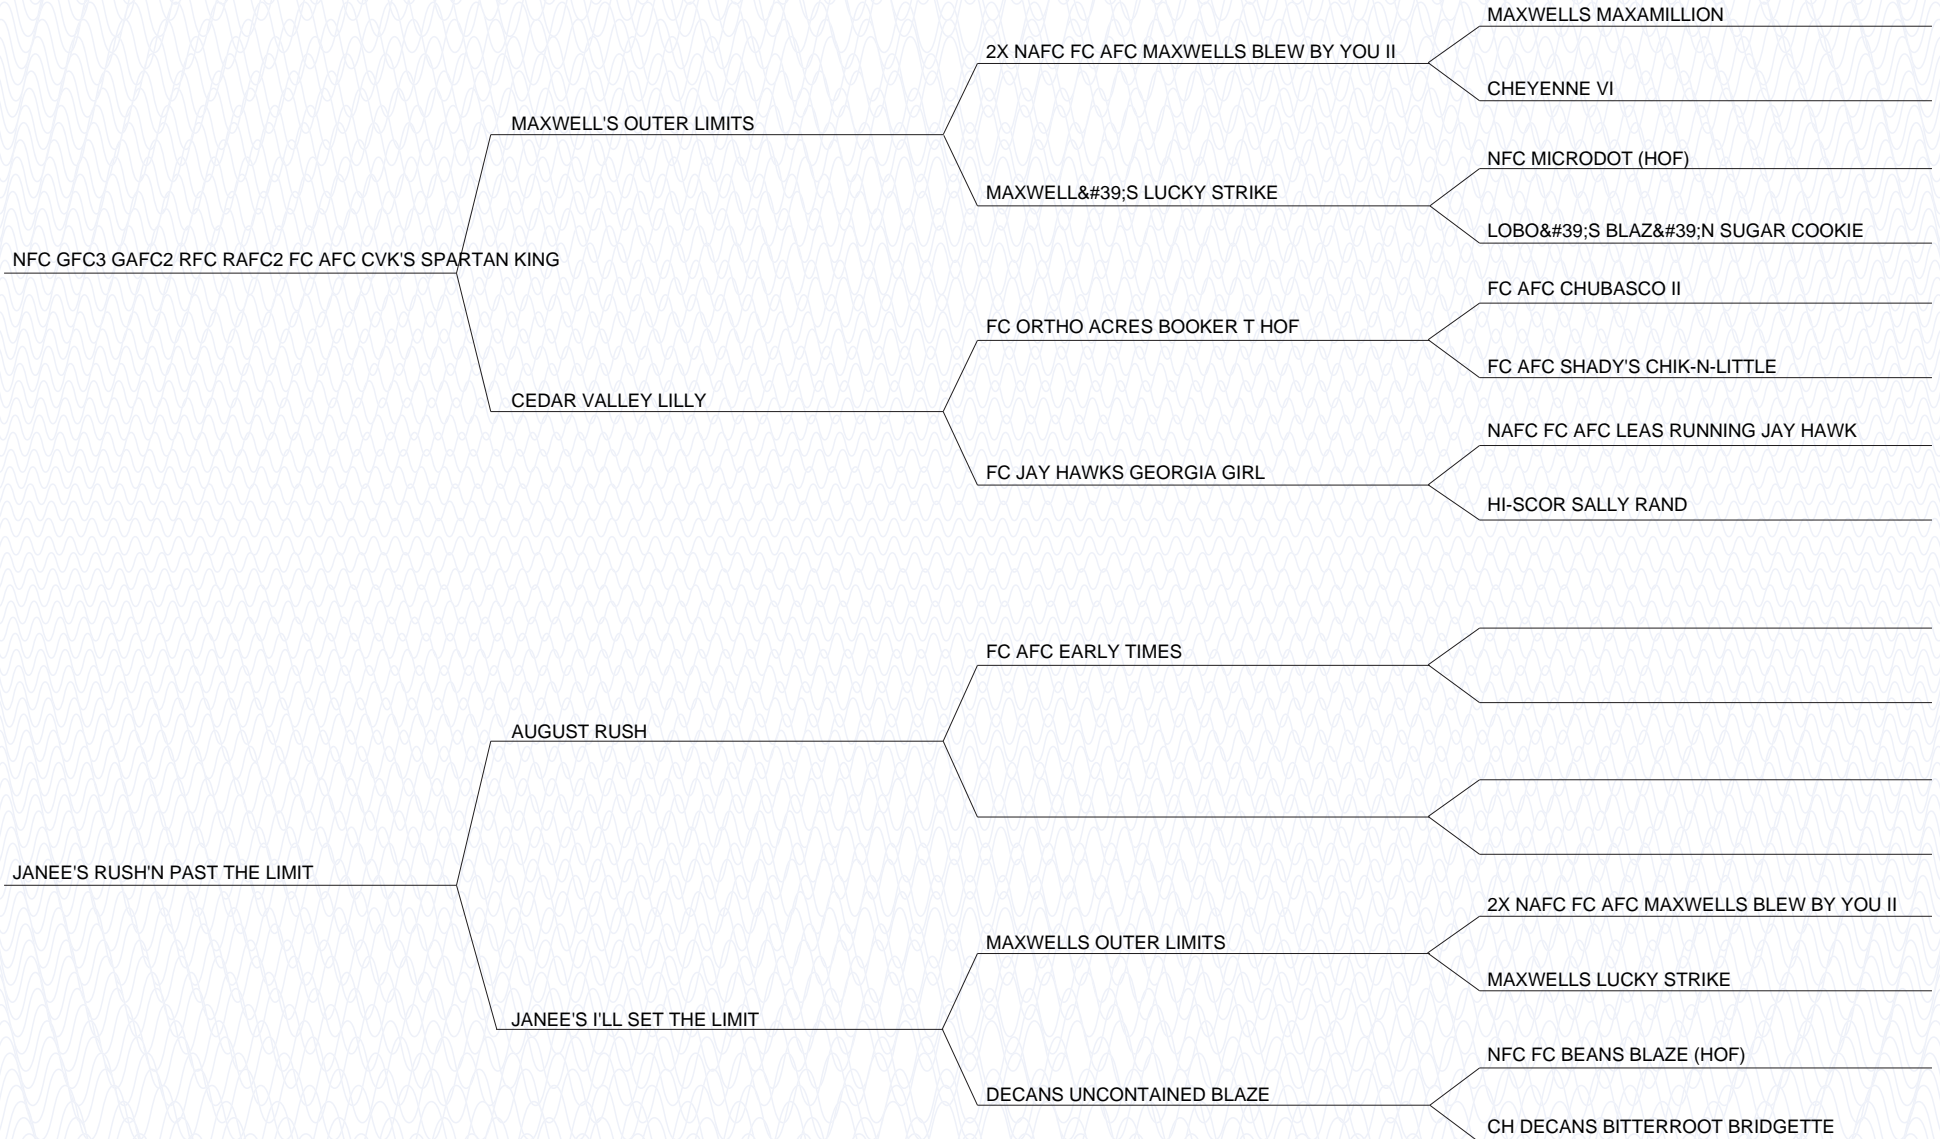 MAXWELLS MAXAMILLION
2X NAFC FC AFC MAXWELLS BLEW BY YOU II
CHEYENNE VI
MAXWELL'S OUTER LIMITS
NFC MICRODOT (HOF)
MAXWELL&#39;S LUCKY STRIKE
LOBO&#39;S BLAZ&#39;N SUGAR COOKIE
NFC GFC3 GAFC2 RFC RAFC2 FC AFC CVK'S SPARTAN KING
FC AFC CHUBASCO II
FC ORTHO ACRES BOOKER T HOF
FC AFC SHADY'S CHIK-N-LITTLE
CEDAR VALLEY LILLY
NAFC FC AFC LEAS RUNNING JAY HAWK
FC JAY HAWKS GEORGIA GIRL
HI-SCOR SALLY RAND
FC AFC EARLY TIMES
AUGUST RUSH
JANEE'S RUSH'N PAST THE LIMIT
2X NAFC FC AFC MAXWELLS BLEW BY YOU II
MAXWELLS OUTER LIMITS
MAXWELLS LUCKY STRIKE
JANEE'S I'LL SET THE LIMIT
NFC FC BEANS BLAZE (HOF)
DECANS UNCONTAINED BLAZE
CH DECANS BITTERROOT BRIDGETTE